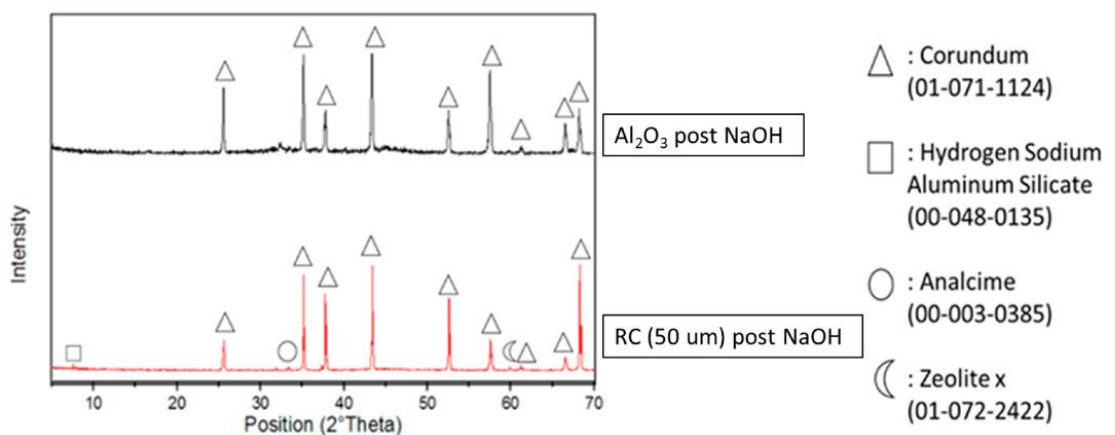 Intensity
Al₂O₃ post NaOH
RC (50 um) post NaOH
10 20 30 40 50 60 70
Position (2°Theta)
: Corundum
(01-071-1124)
: Hydrogen Sodium
Aluminum Silicate
(00-048-0135)
: Analcime
(00-003-0385)
: Zeolite x
(01-072-2422)